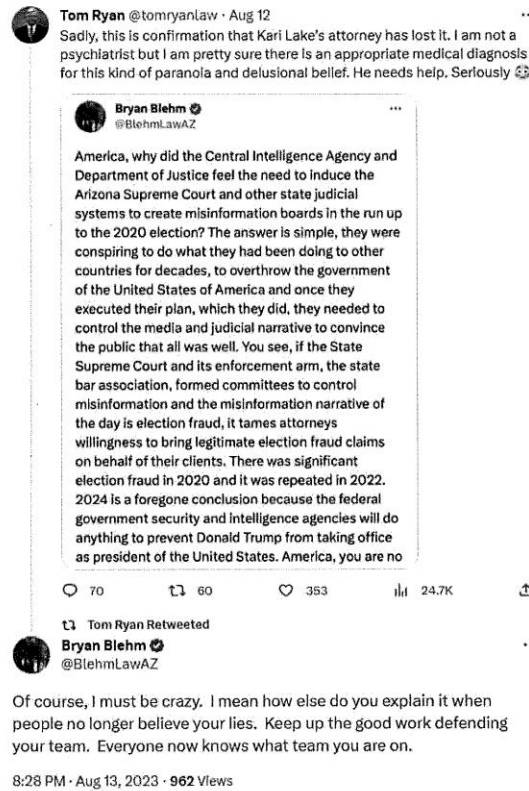 Tom Ryan @tomryanlaw · Aug 12
Sadly, this is confirmation that Kari Lake's attorney has lost it. I am not a
psychiatrist but I am pretty sure there is an appropriate medical diagnosis
for this kind of paranoia and delusional belief. He needs help. Seriously
Bryan Blehm
@BlehmLawAZ
America, why did the Central Intelligence Agency and
Department of Justice feel the need to induce the
Arizona Supreme Court and other state judicial
systems to create misinformation boards in the run up
to the 2020 election? The answer is simple, they were
conspiring to do what they had been doing to other
countries for decades, to overthrow the government
of the United States of America and once they
executed their plan, which they did, they needed to
control the media and judicial narrative to convince
the public that all was well. You see, if the State
Supreme Court and its enforcement arm, the state
bar association, formed committees to control
misinformation and the misinformation narrative of
the day is election fraud, it tames attorneys
willingness to bring legitimate election fraud claims
on behalf of their clients. There was significant
election fraud in 2020 and it was repeated in 2022.
2024 is a foregone conclusion because the federal
government security and intelligence agencies will do
anything to prevent Donald Trump from taking office
as president of the United States. America, you are no
70 60 353 24.7K
Tom Ryan Retweeted
Bryan Blehm
@BlehmLawAZ
Of course, I must be crazy. I mean how else do you explain it when
people no longer believe your lies. Keep up the good work defending
your team. Everyone now knows what team you are on.
8:28 PM · Aug 13, 2023 · 962 Views